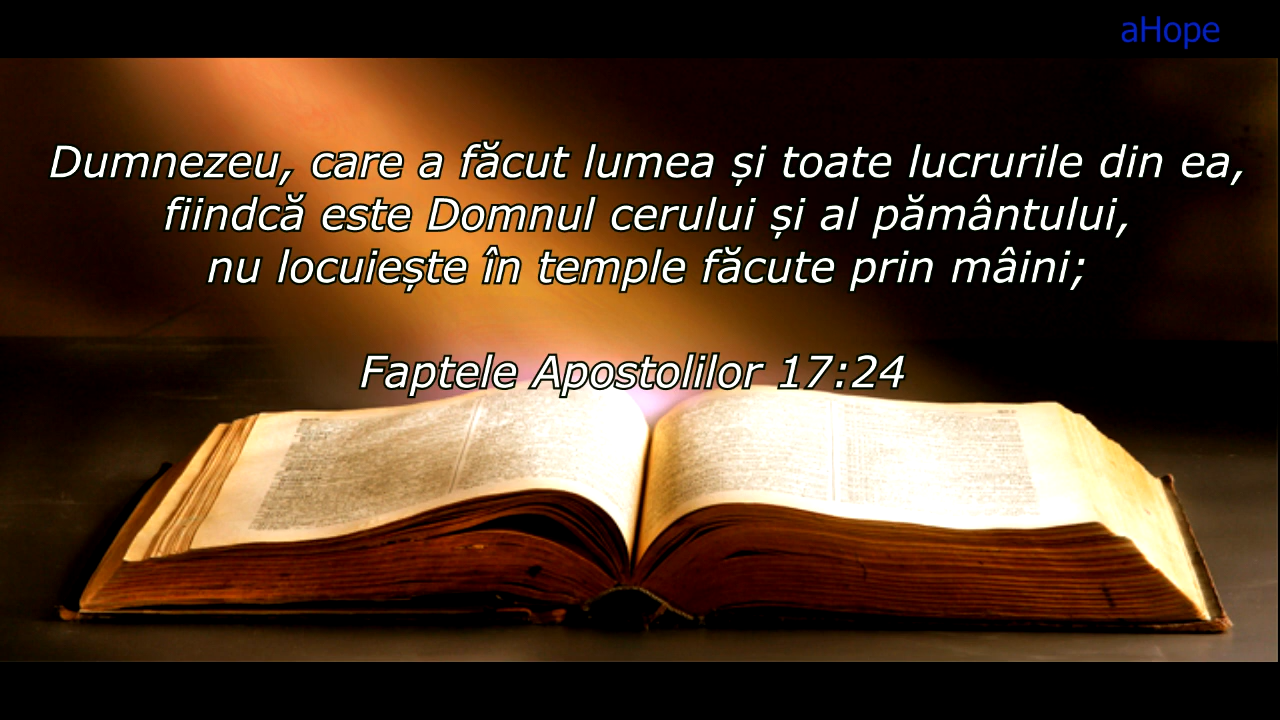 aHope
Dumnezeu, care a făcut lumea și toate lucrurile din ea,
fiindcă este Domnul cerului și al pământului,
nu locuiește în temple făcute prin mâini;
Faptele Apostolilor 17:24